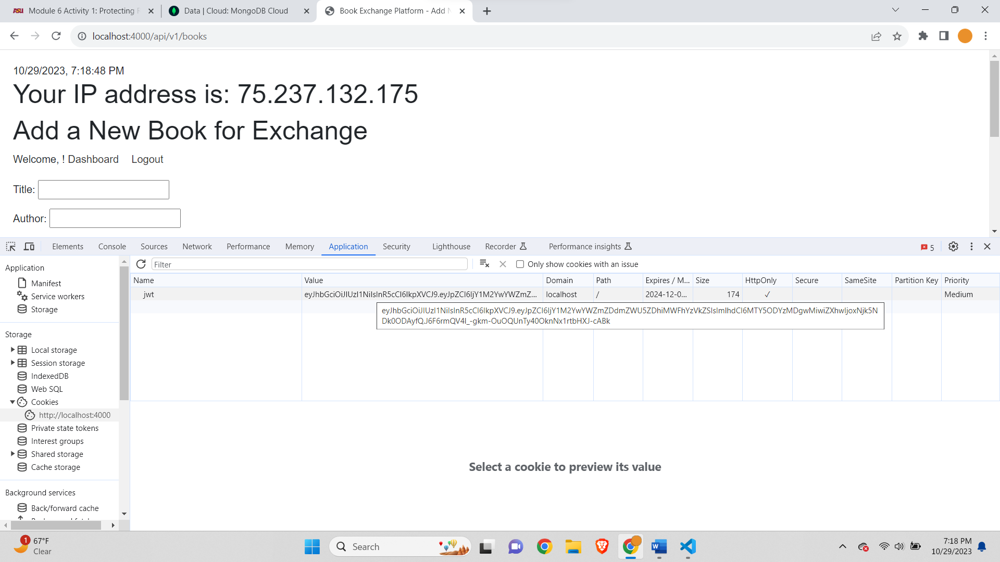 Module 6 Activity 1: Protecting R
Data | Cloud: MongoDB Cloud
Book Exchange Platform - Add N
localhost:4000/api/v1/books
10/29/2023, 7:18:48 PM
Your IP address is: 75.237.132.175
Add a New Book for Exchange
Welcome, ! Dashboard Logout
Title:
Author:
Elements Console Sources Network Performance Memory Application Security Lighthouse Recorder Performance insights 5
Filter
Only show cookies with an issue
Application
Manifest
Service workers
Storage
Storage
Local storage
Session storage
IndexedDB
Web SQL
Cookies
http://localhost:4000
Private state tokens
Interest groups
Shared storage
Cache storage
Background services
Back/forward cache
Name Value Domain Path Expires / M... Size HttpOnly Secure SameSite Partition Key Priority
jwt eyJhbGciOiJIUzI1NiIsInR5cCI6IkpXVCJ9.eyJpZCI6IjY1M2YwYWZmZ... localhost / 2024-12-0... 174 ✓ Medium
eyJhbGciOiJIUzI1NiIsInR5cCI6IkpXVCJ9.eyJpZCI6IjY1M2YwYWZmZDdmZWU5ZDhiMWFhYzVkZSIsImlhdCI6MTY5ODYzMDgwMiwiZXhwIjoxNjk5N
Dk0ODAyfQ.J6F6rmQV4I_-gkm-OuOQUnTy40OknNx1rtbHXJ-cABk
Select a cookie to preview its value
1
67°F
Clear
Search
7:18 PM
10/29/2023